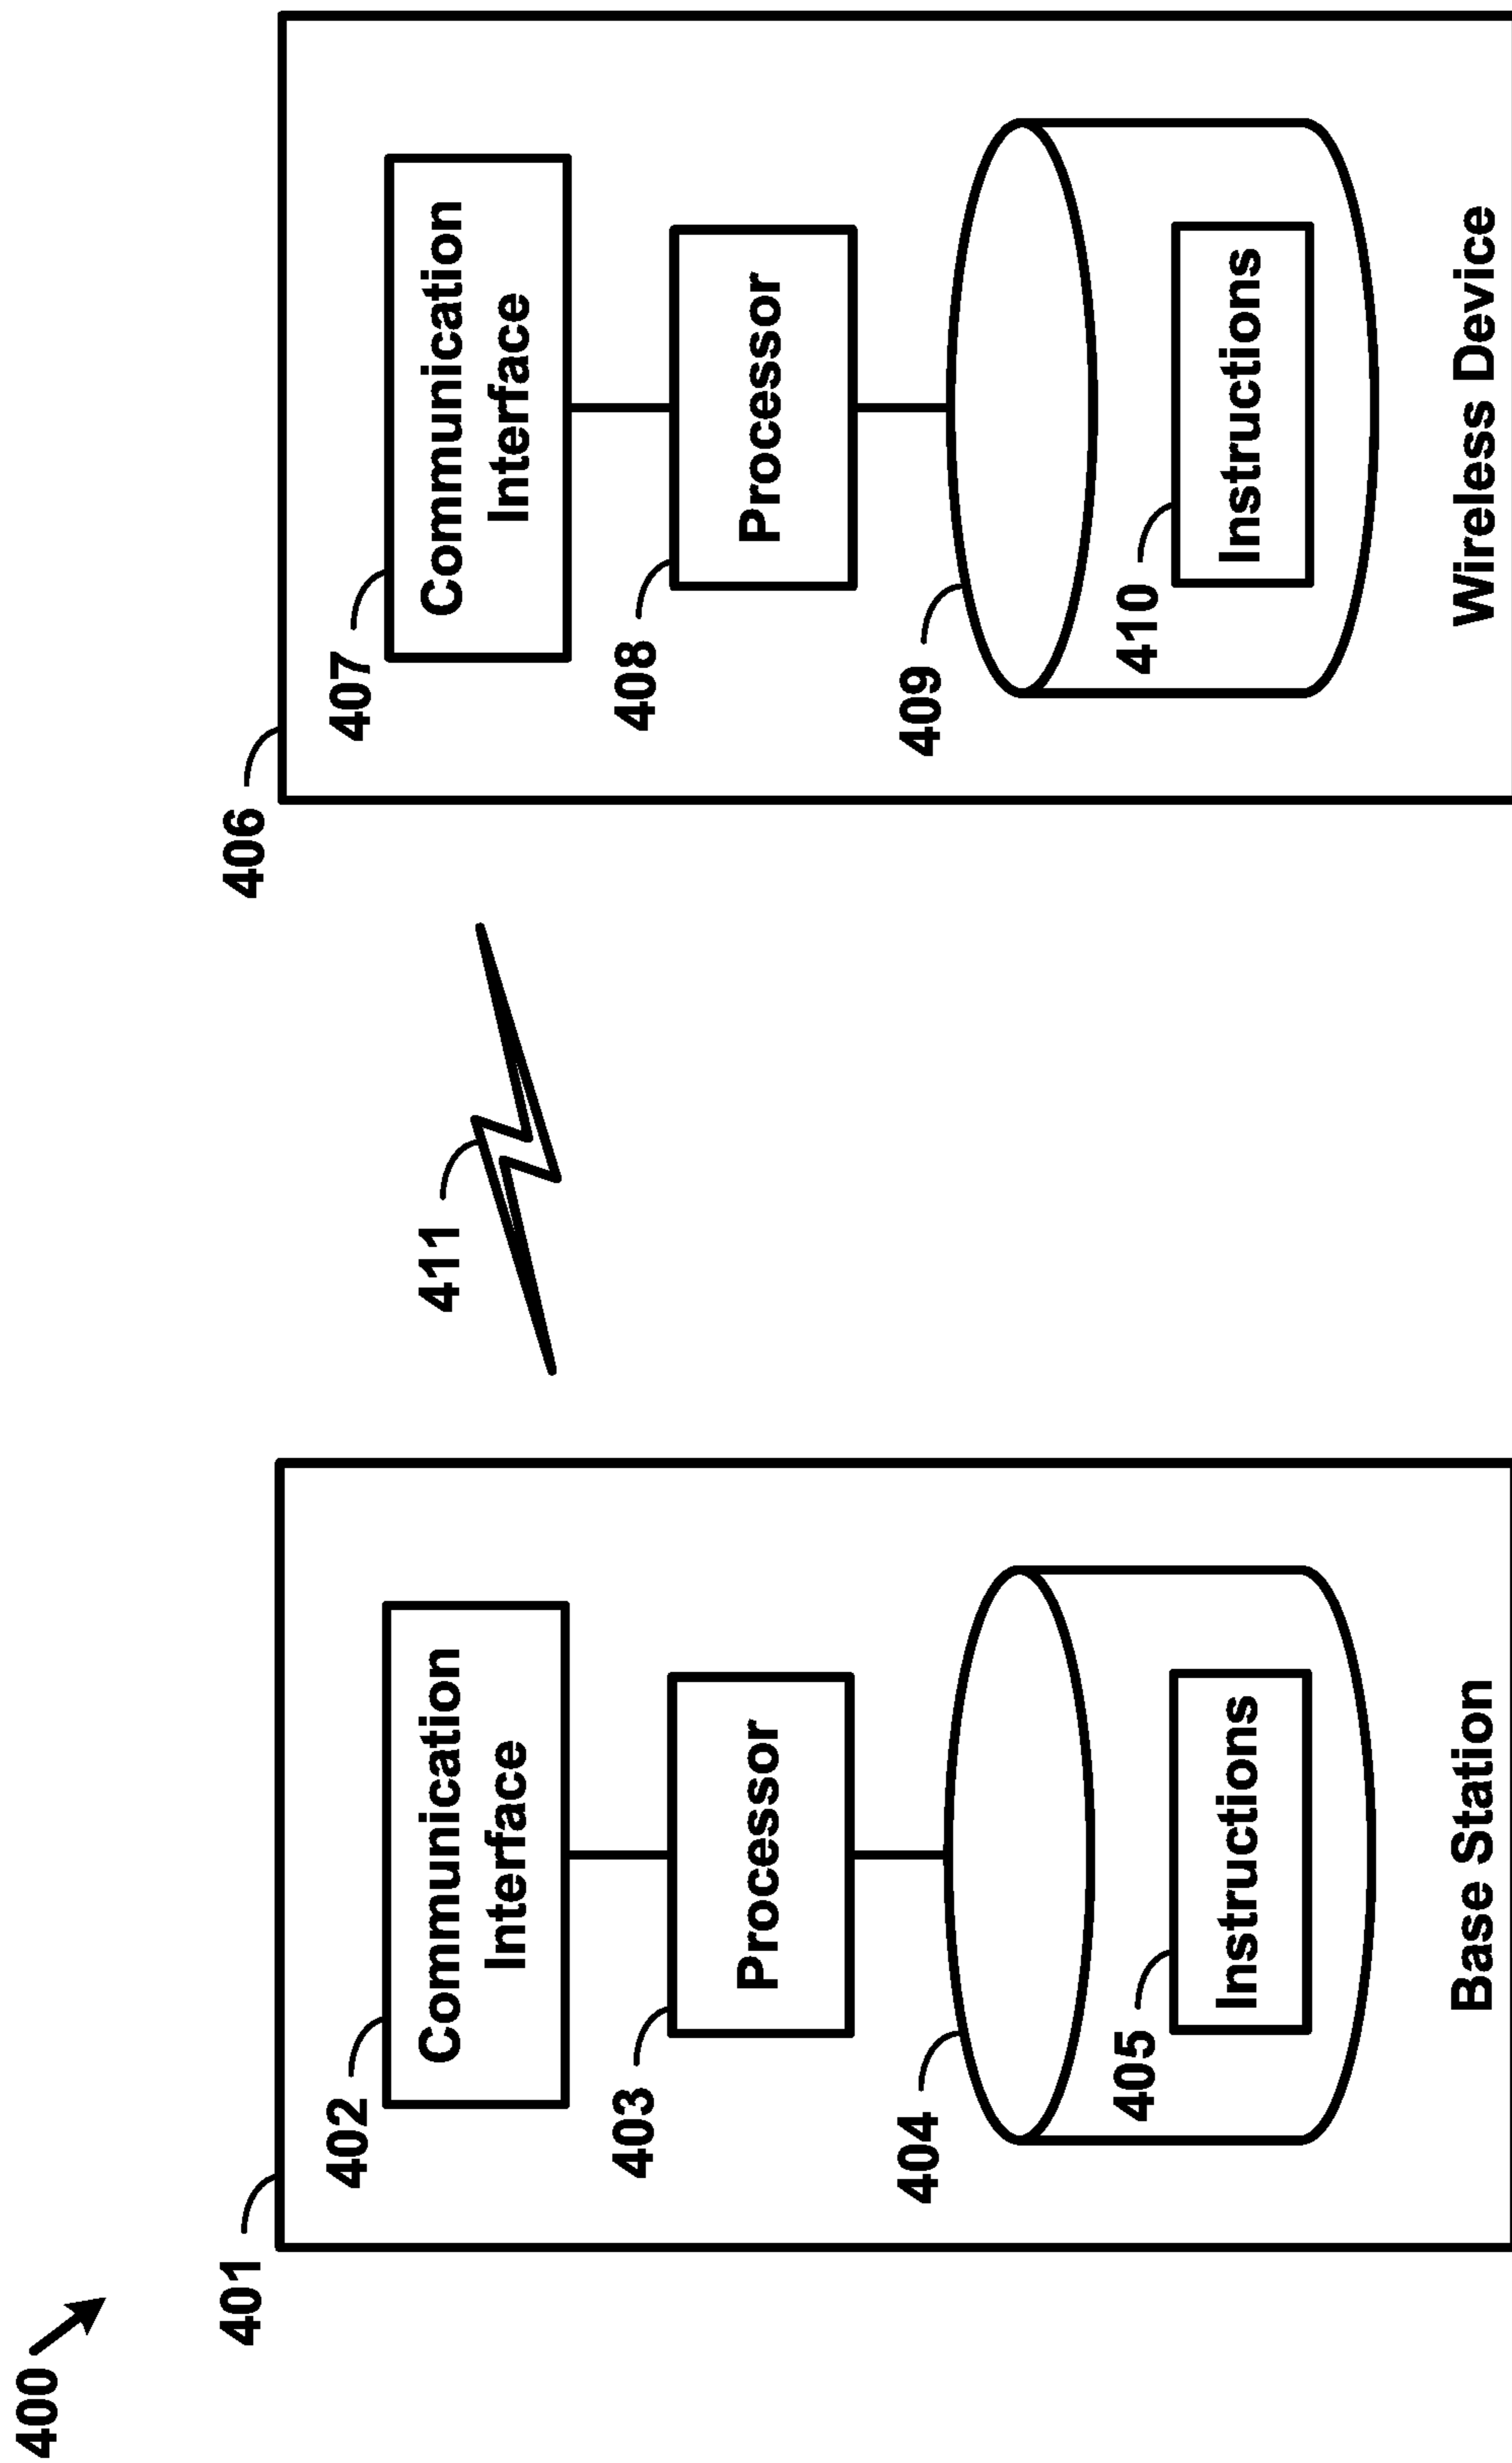 400
401
402
Communication
Interface
403
Processor
404
405
Instructions
Base Station
411
406
407
Communication
Interface
408
Processor
409
410
Instructions
Wireless Device